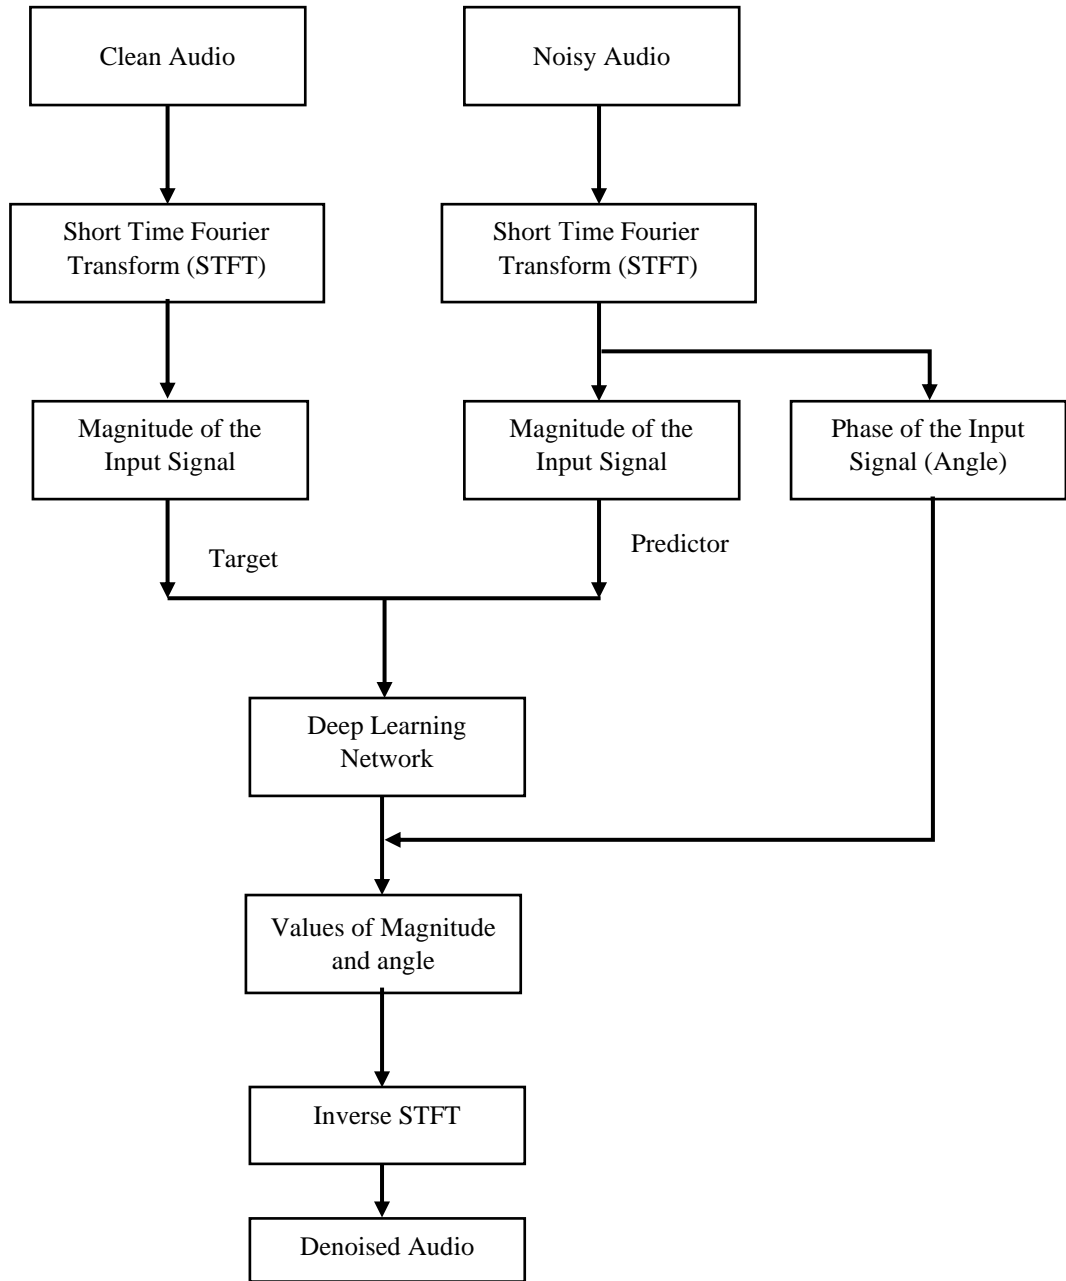 Clean Audio
Noisy Audio
Short Time Fourier
Transform (STFT)
Short Time Fourier
Transform (STFT)
Magnitude of the
Input Signal
Magnitude of the
Input Signal
Phase of the Input
Signal (Angle)
Target
Predictor
Deep Learning
Network
Values of Magnitude
and angle
Inverse STFT
Denoised Audio